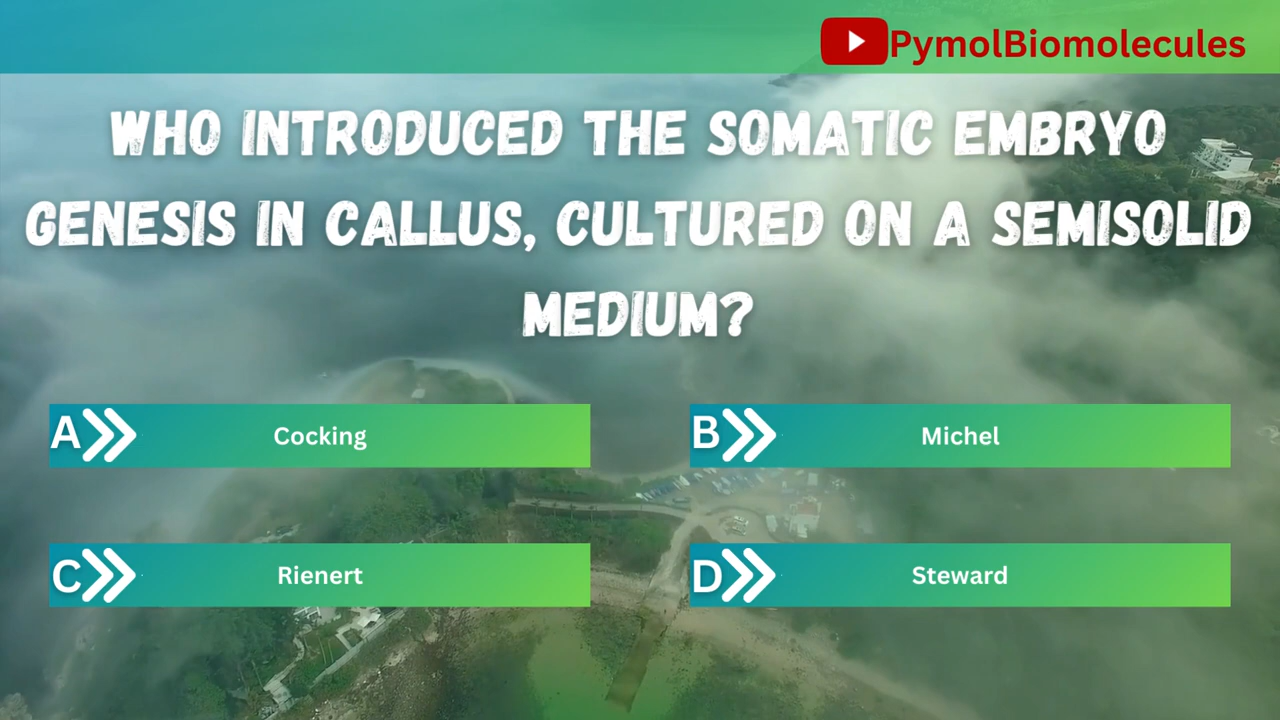 PymolBiomolecules
WHO INTRODUCED THE SOMATIC EMBRYO
GENESIS IN CALLUS, CULTURED ON A SEMISOLID
MEDIUM?
A Cocking
B Michel
C Rienert
D Steward